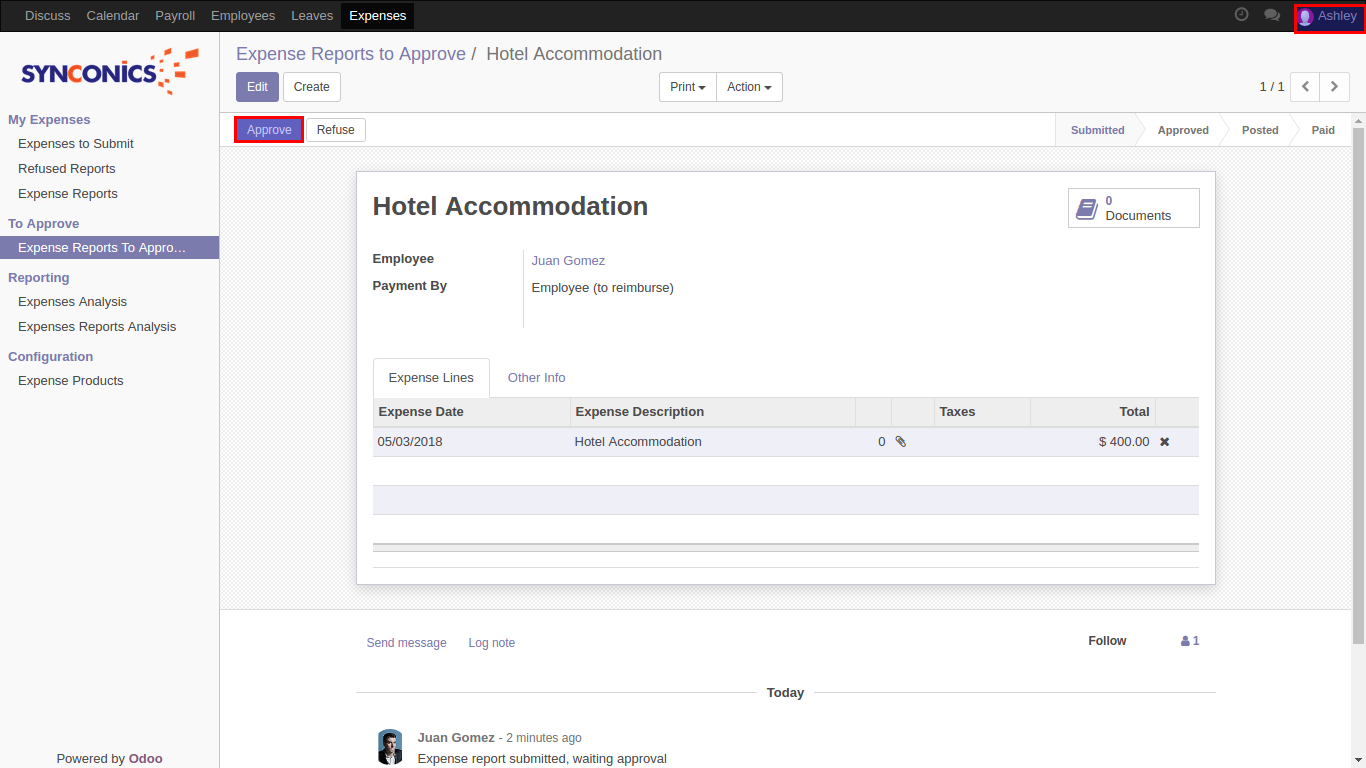 Discuss Calendar Payroll Employees Leaves Expenses Ashley
SYNCONICS
Expense Reports to Approve / Hotel Accommodation
Edit Create Print Action 1 / 1
My Expenses
Expenses to Submit
Refused Reports
Expense Reports
To Approve
Expense Reports To Appro...
Reporting
Expenses Analysis
Expenses Reports Analysis
Configuration
Expense Products
Powered by Odoo
Approve Refuse Submitted Approved Posted Paid
Hotel Accommodation
0
Documents
Employee Juan Gomez
Payment By Employee (to reimburse)
Expense Lines Other Info
Expense Date Expense Description Taxes Total
05/03/2018 Hotel Accommodation 0 $ 400.00
Send message Log note Follow 1
Today
Juan Gomez - 2 minutes ago
Expense report submitted, waiting approval